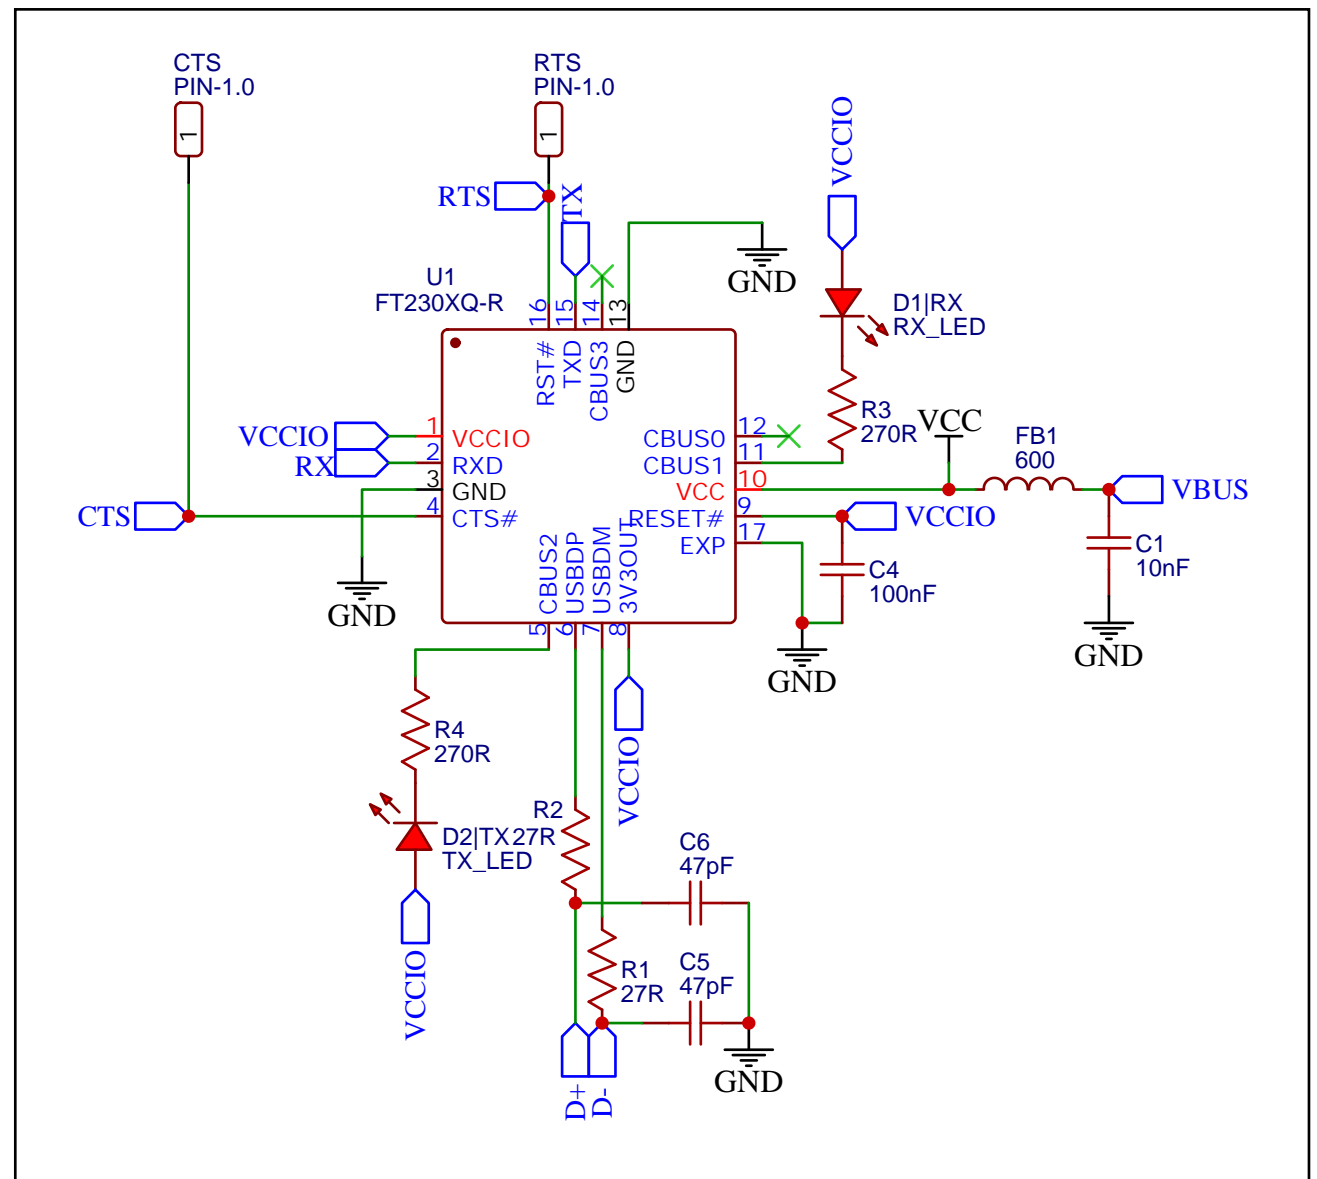 CTS
PIN-1.0
1
RTS
PIN-1.0
1
VCCIO
RTS
TX
GND
U1
FT230XQ-R
16
15
14
13
RST#
TXD
CBUS3
GND
D1|RX
RX_LED
R3
270R
VCC
FB1
600
VBUS
VCCIO
RX
CTS
1
2
3
4
VCCIO
RXD
GND
CTS#
CBUS0
CBUS1
VCC
RESET#
EXP
12
11
10
9
17
VCCIO
C4
100nF
C1
10nF
GND
GND
GND
CBUS2
USBDP
USBDM
3V3OUT
5
6
7
8
R4
270R
VCCIO
D2|TX
TX_LED
R2
27R
VCCIO
C6
47pF
R1
27R
C5
47pF
GND
D+
D-